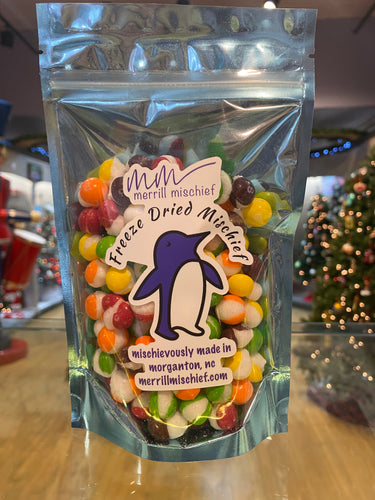 mm
merrill mischief
Freeze Dried Mischief
mischievously made in
morganton, nc
merrillmischief.com